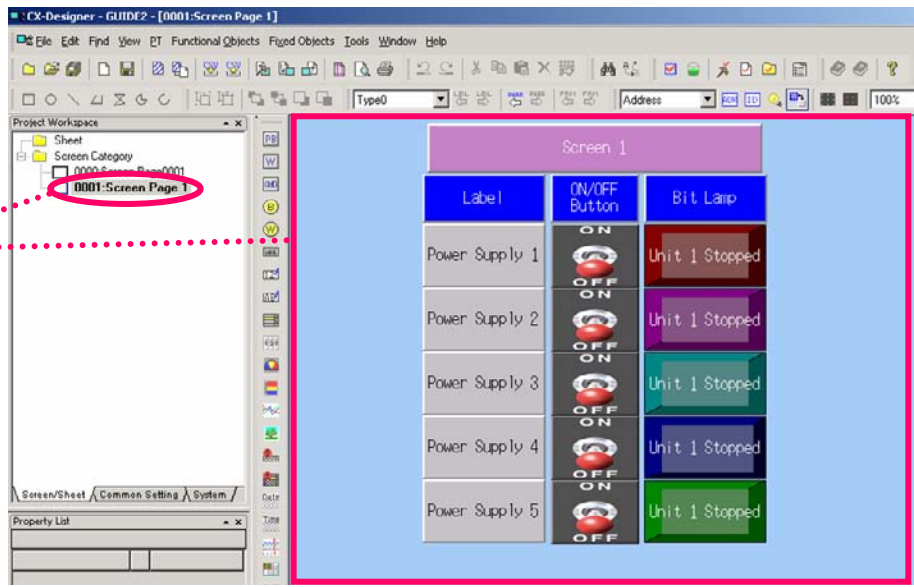 CX-Designer - GUIDE2 - [0001:Screen Page 1]
File Edit Find View PT Functional Objects Fixed Objects Tools Window Help
Type0 Address 100%
Project Workspace
Sheet
Screen Category
0000:Screen Page0001
0001:Screen Page 1
Screen/Sheet Common Setting System
Property List
Screen 1
Label ON/OFF Button Bit Lamp
Power Supply 1 ON OFF Unit 1 Stopped
Power Supply 2 ON OFF Unit 1 Stopped
Power Supply 3 ON OFF Unit 1 Stopped
Power Supply 4 ON OFF Unit 1 Stopped
Power Supply 5 ON OFF Unit 1 Stopped